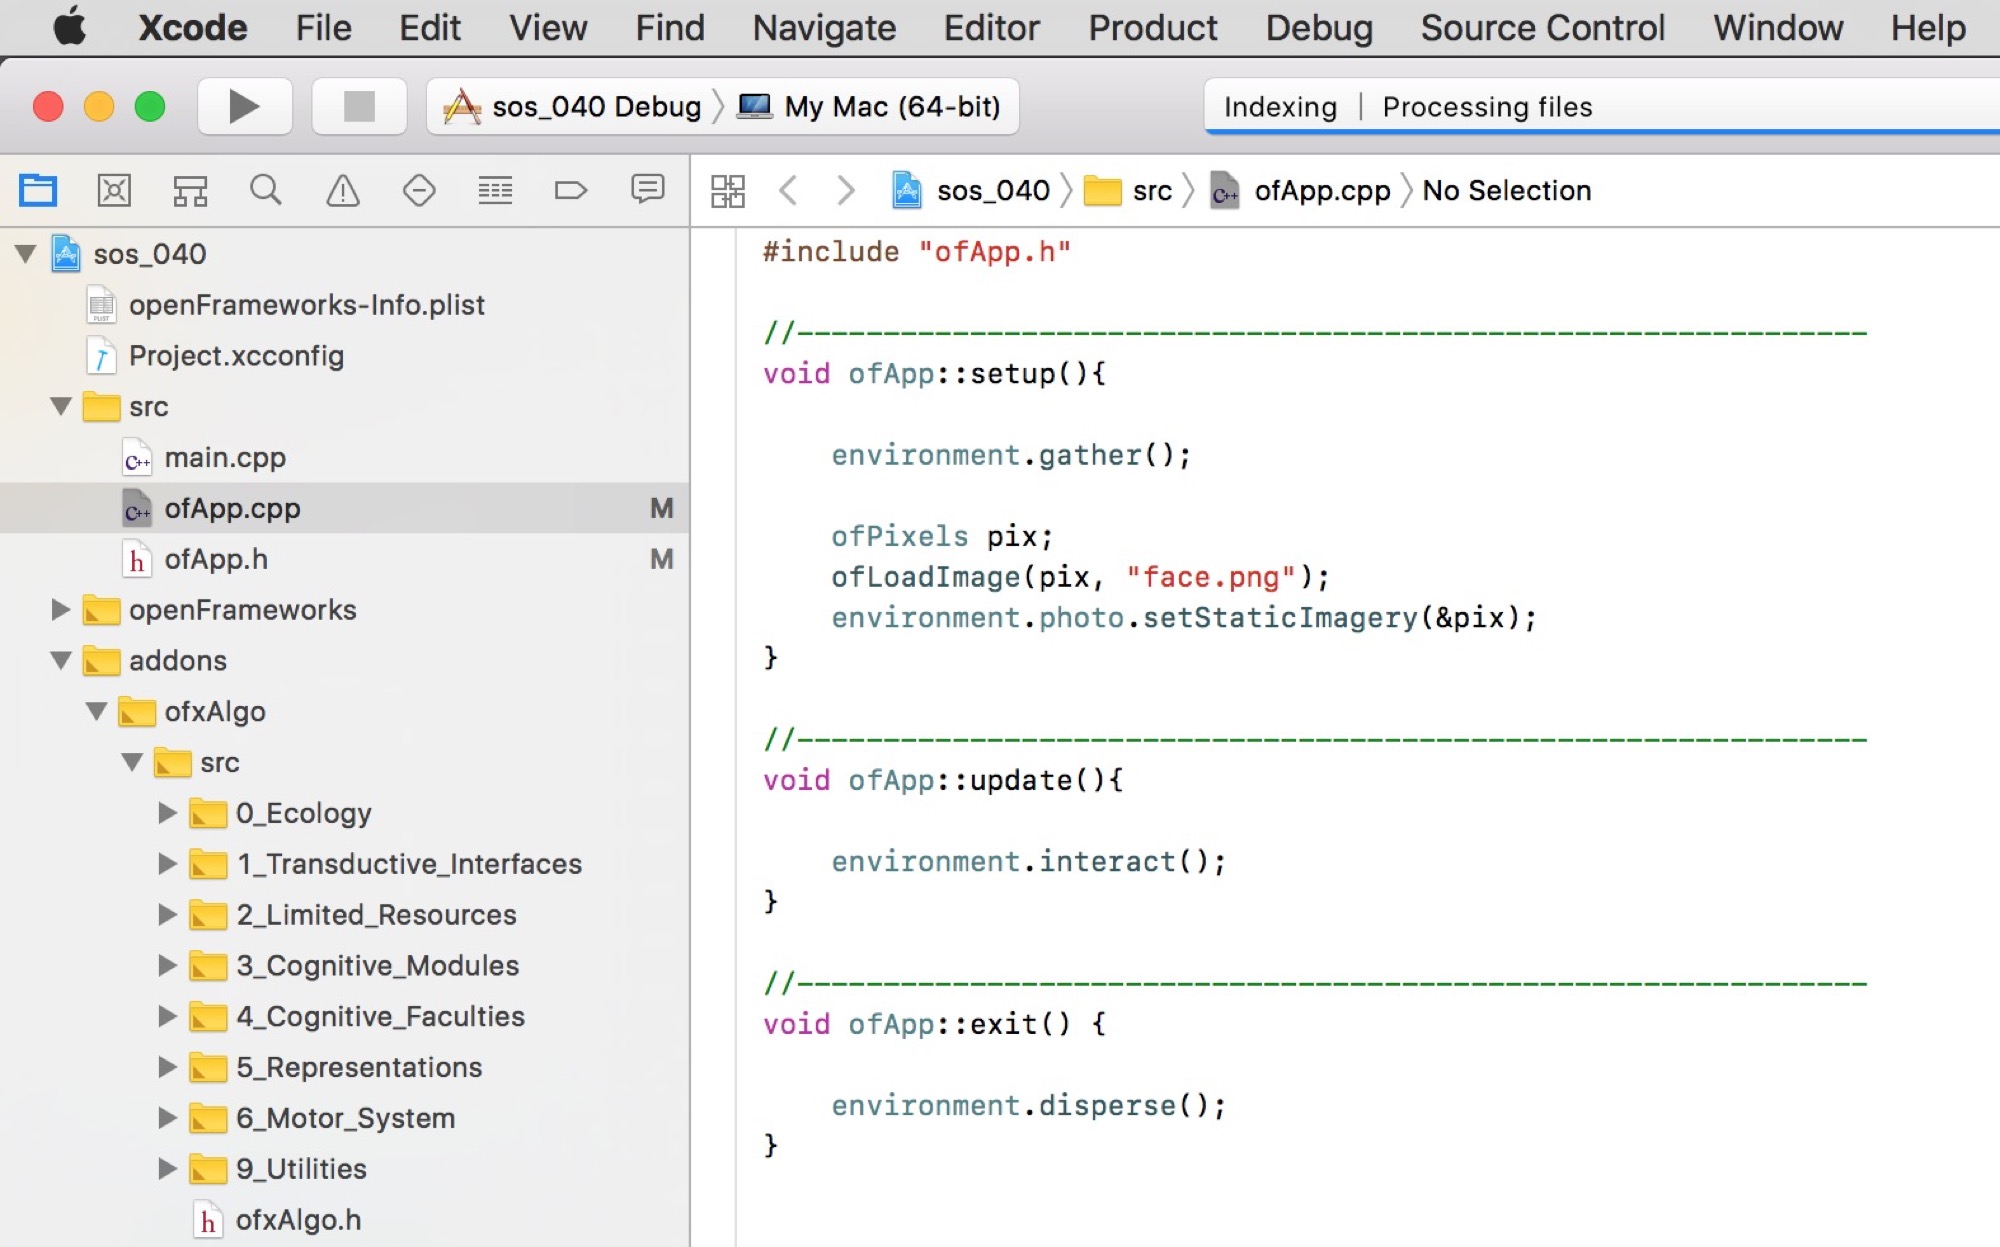 Xcode File Edit View Find Navigate Editor Product Debug Source Control Window Help
sos_040 Debug My Mac (64-bit) Indexing | Processing files
sos_040 src ofApp.cpp No Selection
sos_040
openFrameworks-Info.plist
Project.xcconfig
src
main.cpp
ofApp.cpp M
ofApp.h M
openFrameworks
addons
ofxAlgo
src
0_Ecology
1_Transductive_Interfaces
2_Limited_Resources
3_Cognitive_Modules
4_Cognitive_Faculties
5_Representations
6_Motor_System
9_Utilities
ofxAlgo.h
#include "ofApp.h"
//--------------------------------------------------------------
void ofApp::setup(){
environment.gather();
ofPixels pix;
ofLoadImage(pix, "face.png");
environment.photo.setStaticImagery(&pix);
}
//--------------------------------------------------------------
void ofApp::update(){
environment.interact();
}
//--------------------------------------------------------------
void ofApp::exit() {
environment.disperse();
}